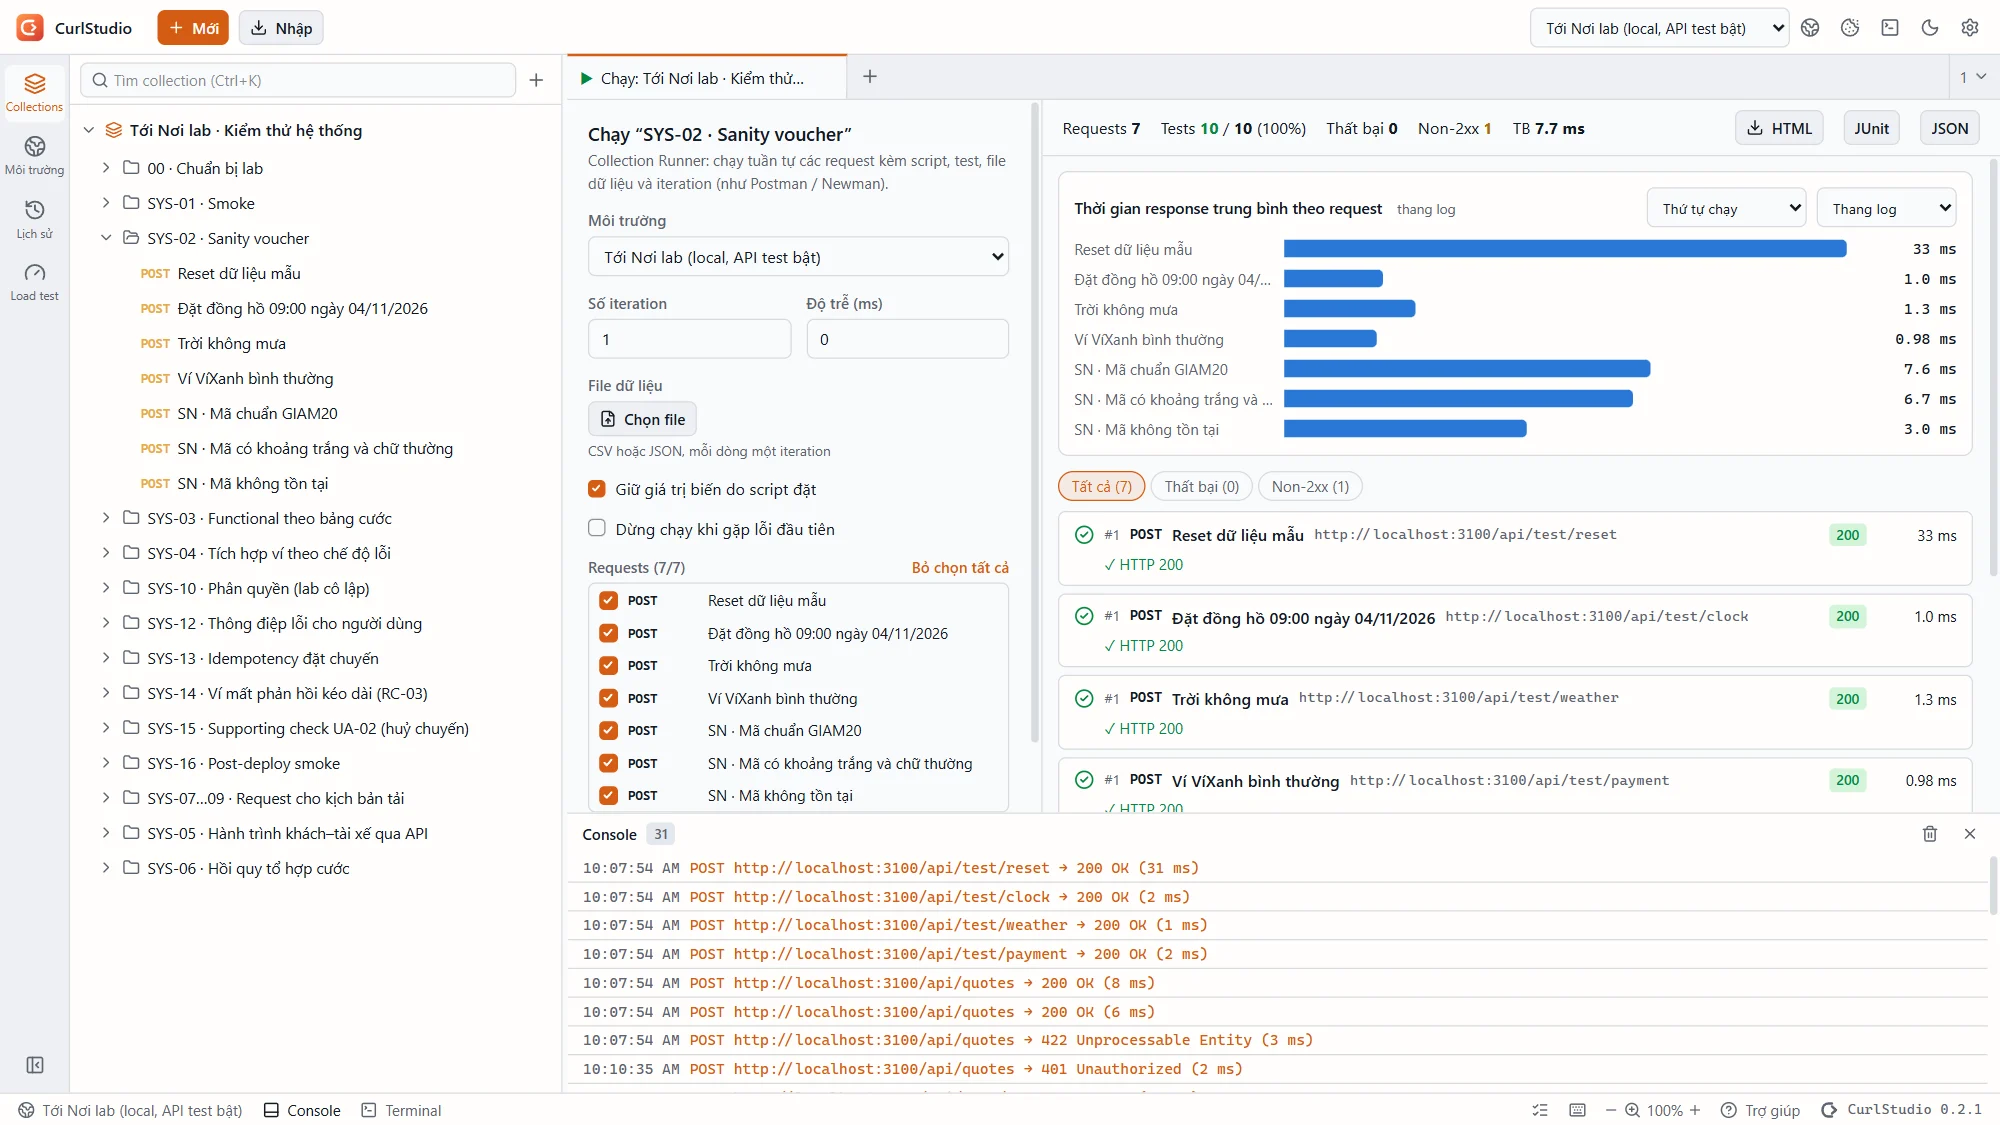 CurlStudio
Mới
Nhập
Tới Nơi lab (local, API test bật)
Collections
Môi trường
Lịch sử
Load test
Tìm collection (Ctrl+K)
Tới Nơi lab · Kiểm thử hệ thống
00 · Chuẩn bị lab
SYS-01 · Smoke
SYS-02 · Sanity voucher
POST Reset dữ liệu mẫu
POST Đặt đồng hồ 09:00 ngày 04/11/2026
POST Trời không mưa
POST Ví VíXanh bình thường
POST SN · Mã chuẩn GIAM20
POST SN · Mã có khoảng trắng và chữ thường
POST SN · Mã không tồn tại
SYS-03 · Functional theo bảng cước
SYS-04 · Tích hợp ví theo chế độ lỗi
SYS-10 · Phân quyền (lab cô lập)
SYS-12 · Thông điệp lỗi cho người dùng
SYS-13 · Idempotency đặt chuyến
SYS-14 · Ví mất phản hồi kéo dài (RC-03)
SYS-15 · Supporting check UA-02 (huỷ chuyến)
SYS-16 · Post-deploy smoke
SYS-07…09 · Request cho kịch bản tải
SYS-05 · Hành trình khách–tài xế qua API
SYS-06 · Hồi quy tổ hợp cước
Chạy: Tới Nơi lab · Kiểm thử...
1
Chạy “SYS-02 · Sanity voucher”
Collection Runner: chạy tuần tự các request kèm script, test, file
dữ liệu và iteration (như Postman / Newman).
Môi trường
Tới Nơi lab (local, API test bật)
Số iteration
Độ trễ (ms)
1
0
File dữ liệu
Chọn file
CSV hoặc JSON, mỗi dòng một iteration
Giữ giá trị biến do script đặt
Dừng chạy khi gặp lỗi đầu tiên
Requests (7/7)
Bỏ chọn tất cả
POST Reset dữ liệu mẫu
POST Đặt đồng hồ 09:00 ngày 04/11/2026
POST Trời không mưa
POST Ví VíXanh bình thường
POST SN · Mã chuẩn GIAM20
POST SN · Mã có khoảng trắng và chữ thường
POST SN · Mã không tồn tại
Requests 7 Tests 10 / 10 (100%) Thất bại 0 Non-2xx 1 TB 7.7 ms
HTML
JUnit
JSON
Thời gian response trung bình theo request thang log
Thứ tự chạy
Thang log
Reset dữ liệu mẫu 33 ms
Đặt đồng hồ 09:00 ngày 04/... 1.0 ms
Trời không mưa 1.3 ms
Ví VíXanh bình thường 0.98 ms
SN · Mã chuẩn GIAM20 7.6 ms
SN · Mã có khoảng trắng và ... 6.7 ms
SN · Mã không tồn tại 3.0 ms
Tất cả (7)
Thất bại (0)
Non-2xx (1)
#1 POST Reset dữ liệu mẫu http://localhost:3100/api/test/reset 200 33 ms
✓ HTTP 200
#1 POST Đặt đồng hồ 09:00 ngày 04/11/2026 http://localhost:3100/api/test/clock 200 1.0 ms
✓ HTTP 200
#1 POST Trời không mưa http://localhost:3100/api/test/weather 200 1.3 ms
✓ HTTP 200
#1 POST Ví VíXanh bình thường http://localhost:3100/api/test/payment 200 0.98 ms
✓ HTTP 200
Console 31
10:07:54 AM POST http://localhost:3100/api/test/reset → 200 OK (31 ms)
10:07:54 AM POST http://localhost:3100/api/test/clock → 200 OK (2 ms)
10:07:54 AM POST http://localhost:3100/api/test/weather → 200 OK (1 ms)
10:07:54 AM POST http://localhost:3100/api/test/payment → 200 OK (2 ms)
10:07:54 AM POST http://localhost:3100/api/quotes → 200 OK (8 ms)
10:07:54 AM POST http://localhost:3100/api/quotes → 200 OK (6 ms)
10:07:54 AM POST http://localhost:3100/api/quotes → 422 Unprocessable Entity (3 ms)
10:10:35 AM POST http://localhost:3100/api/quotes → 401 Unauthorized (2 ms)
Tới Nơi lab (local, API test bật)
Console
Terminal
100%
Trợ giúp
CurlStudio 0.2.1